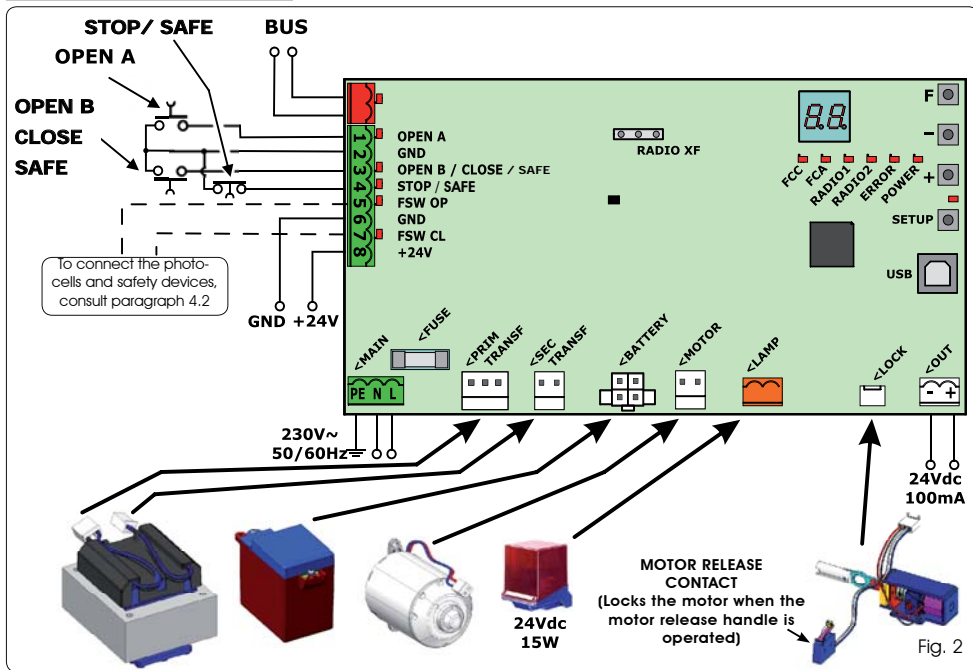 STOP/ SAFE
BUS
OPEN A
OPEN B
CLOSE
SAFE
1 OPEN A
2 GND
3 OPEN B / CLOSE / SAFE
4 STOP / SAFE
5 FSW OP
6 GND
7 FSW CL
8 +24V
RADIO XF
8.8.
FCC
FCA
RADIO1
RADIO2
ERROR
POWER
F
-
+
SETUP
USB
To connect the photo-
cells and safety devices,
consult paragraph 4.2
GND +24V
<MAIN
<FUSE
<PRIM
TRANSF
<SEC
TRANSF
<BATTERY
<MOTOR
<LAMP
<LOCK
<OUT
PE N L
- +
230V~
50/60Hz
24Vdc
100mA
24Vdc
15W
MOTOR RELEASE
CONTACT
(Locks the motor when the
motor release handle is
operated)
Fig. 2